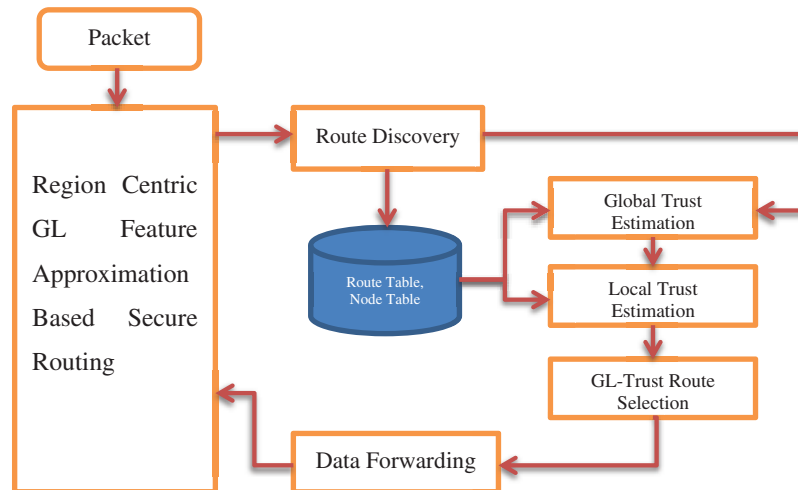 Packet
Region Centric
GL Feature
Approximation
Based Secure
Routing
Route Discovery
Route Table,
Node Table
Global Trust
Estimation
Local Trust
Estimation
GL-Trust Route
Selection
Data Forwarding